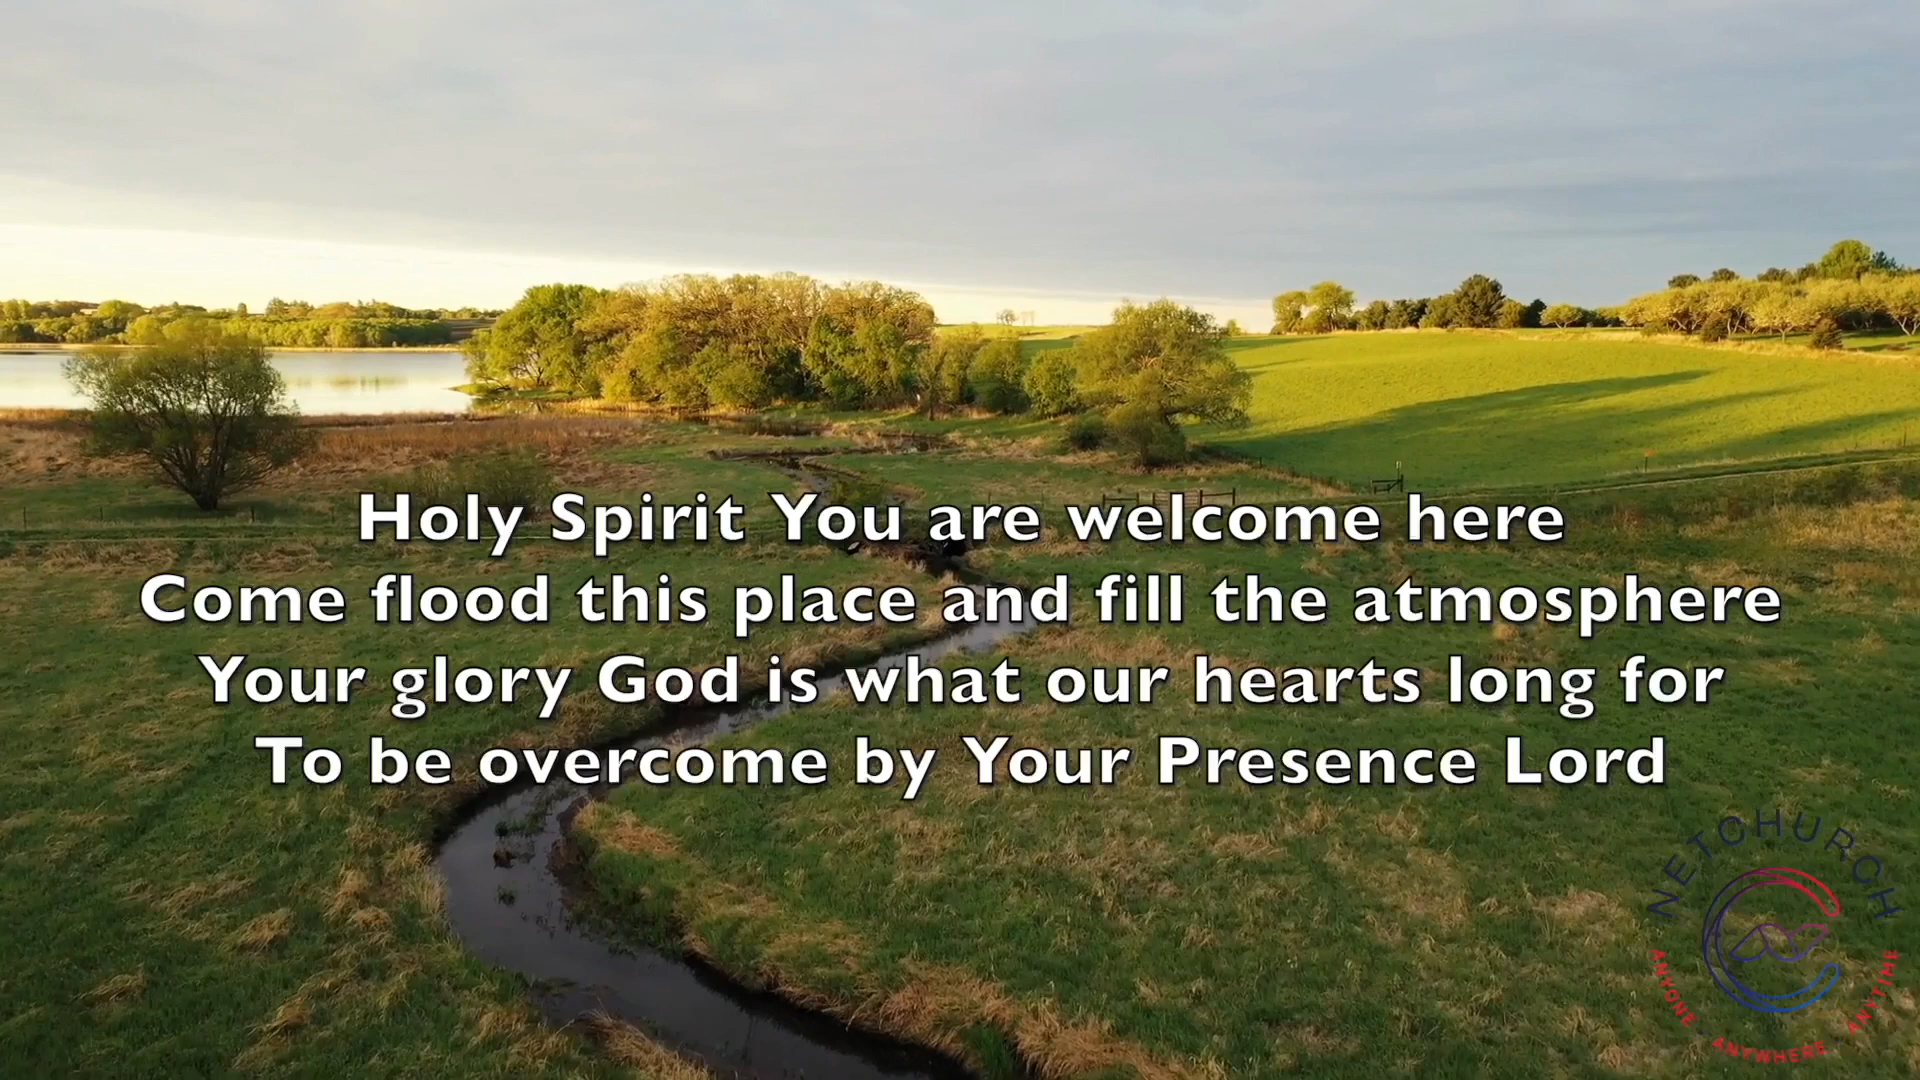 Holy Spirit You are welcome here
Come flood this place and fill the atmosphere
Your glory God is what our hearts long for
To be overcome by Your Presence Lord
NETCHURCH
ANYONE ANYWHERE ANYTIME